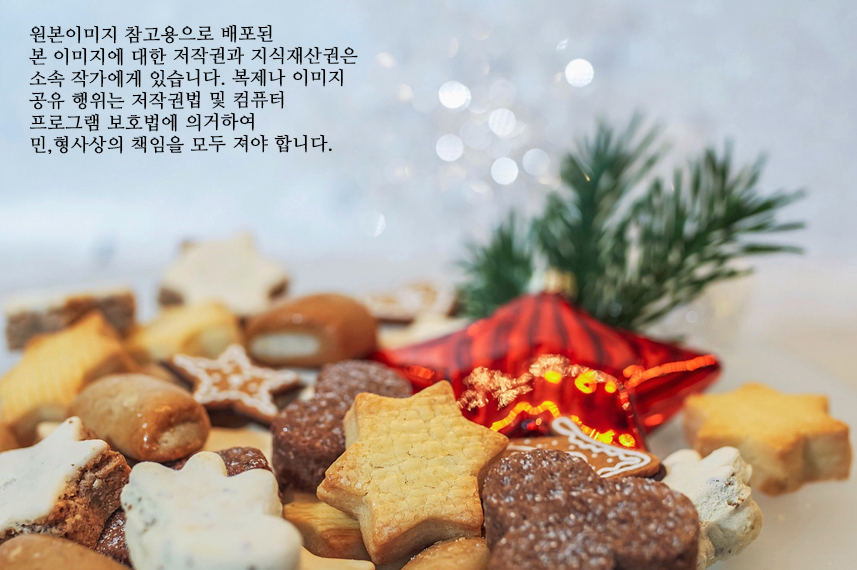 원본이미지 참고용으로 배포된
본 이미지에 대한 저작권과 지식재산권은
소속 작가에게 있습니다. 복제나 이미지
공유 행위는 저작권법 및 컴퓨터
프로그램 보호법에 의거하여
민,형사상의 책임을 모두 져야 합니다.